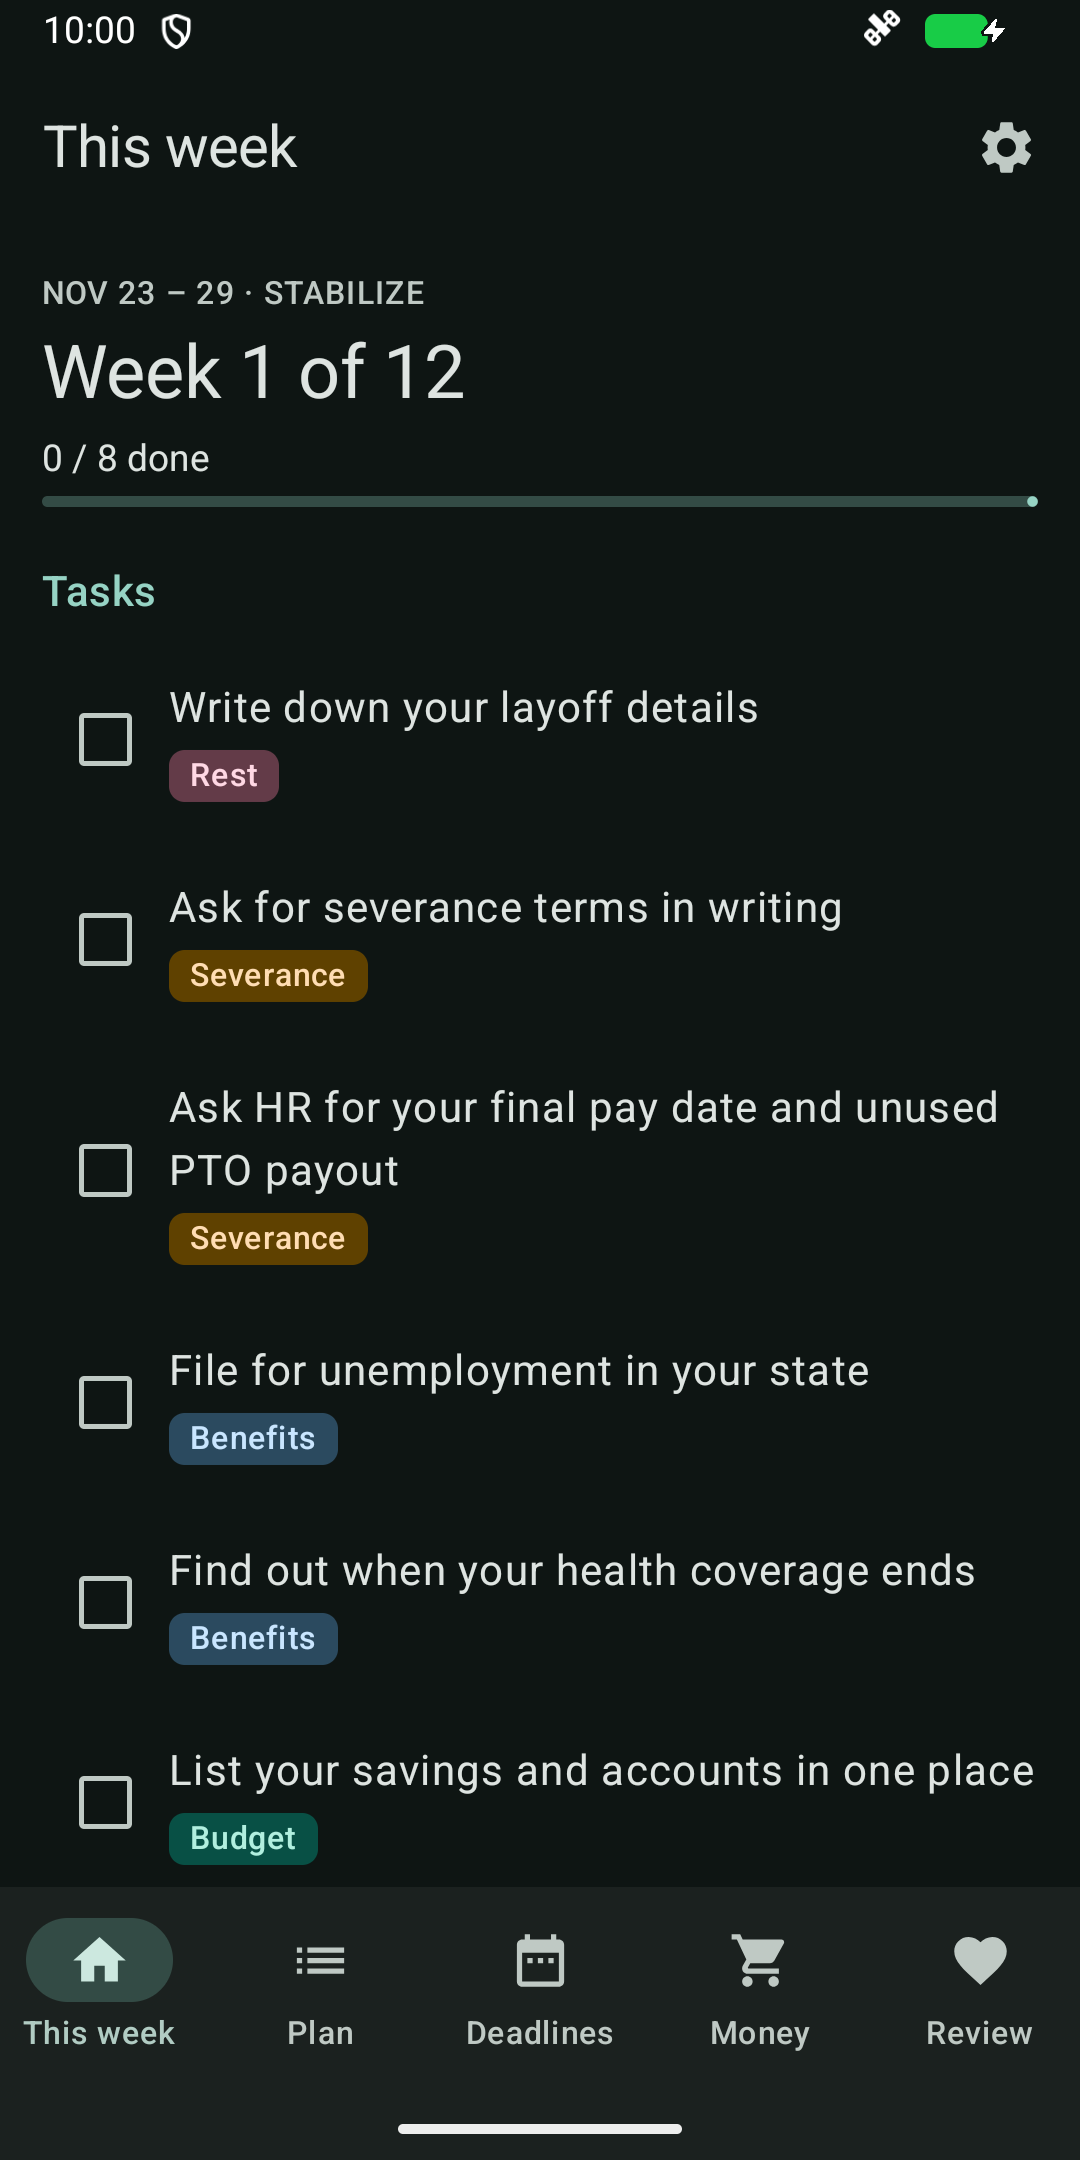 10:00
This week
NOV 23 – 29 · STABILIZE
Week 1 of 12
0 / 8 done
Tasks
Write down your layoff details
Rest
Ask for severance terms in writing
Severance
Ask HR for your final pay date and unused
PTO payout
Severance
File for unemployment in your state
Benefits
Find out when your health coverage ends
Benefits
List your savings and accounts in one place
Budget
This week
Plan
Deadlines
Money
Review